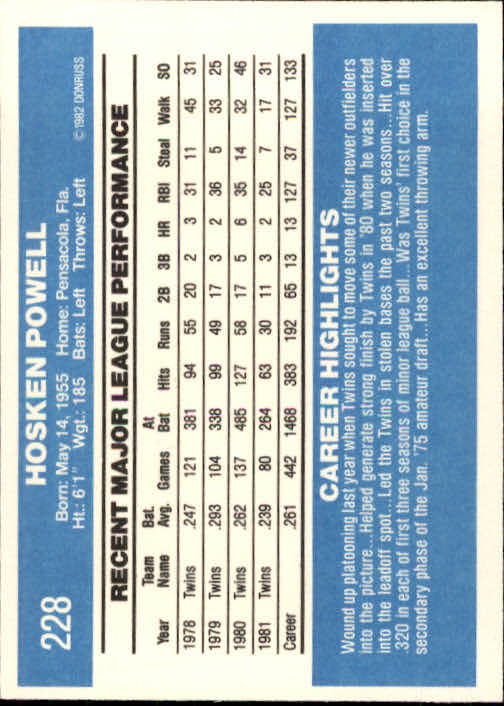 228
HOSKEN POWELL
Born: May 14, 1955 Home: Pensacola, Fla.
Ht.: 6'1" Wgt.: 185 Bats: Left Throws: Left
© 1982 DONRUSS
RECENT MAJOR LEAGUE PERFORMANCE
Year Team Name Bat. Avg. Games At Bat Hits Runs 2B 3B HR RBI Steal Walk SO
1978 Twins .247 121 381 94 55 20 2 3 31 11 45 31
1979 Twins .293 104 338 99 49 17 3 2 36 5 33 25
1980 Twins .262 137 485 127 58 17 5 6 35 14 32 46
1981 Twins .239 80 264 63 30 11 3 2 25 7 17 31
Career .261 442 1468 383 192 65 13 13 127 37 127 133
CAREER HIGHLIGHTS
Wound up platooning last year when Twins sought to move some of their newer outfielders
into the picture...Helped generate strong finish by Twins in '80 when he was inserted
into the leadoff spot...Led the Twins in stolen bases the past two seasons...Hit over
.320 in each of first three seasons of minor league ball...Was Twins' first choice in the
secondary phase of the Jan. '75 amateur draft...Has an excellent throwing arm.